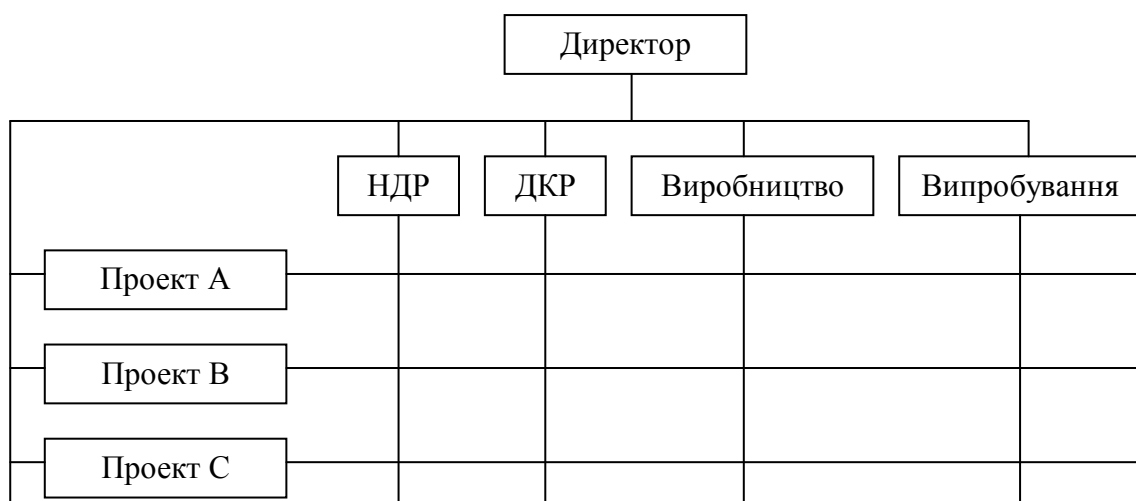 Директор
НДР
ДКР
Виробництво
Випробування
Проект А
Проект В
Проект С